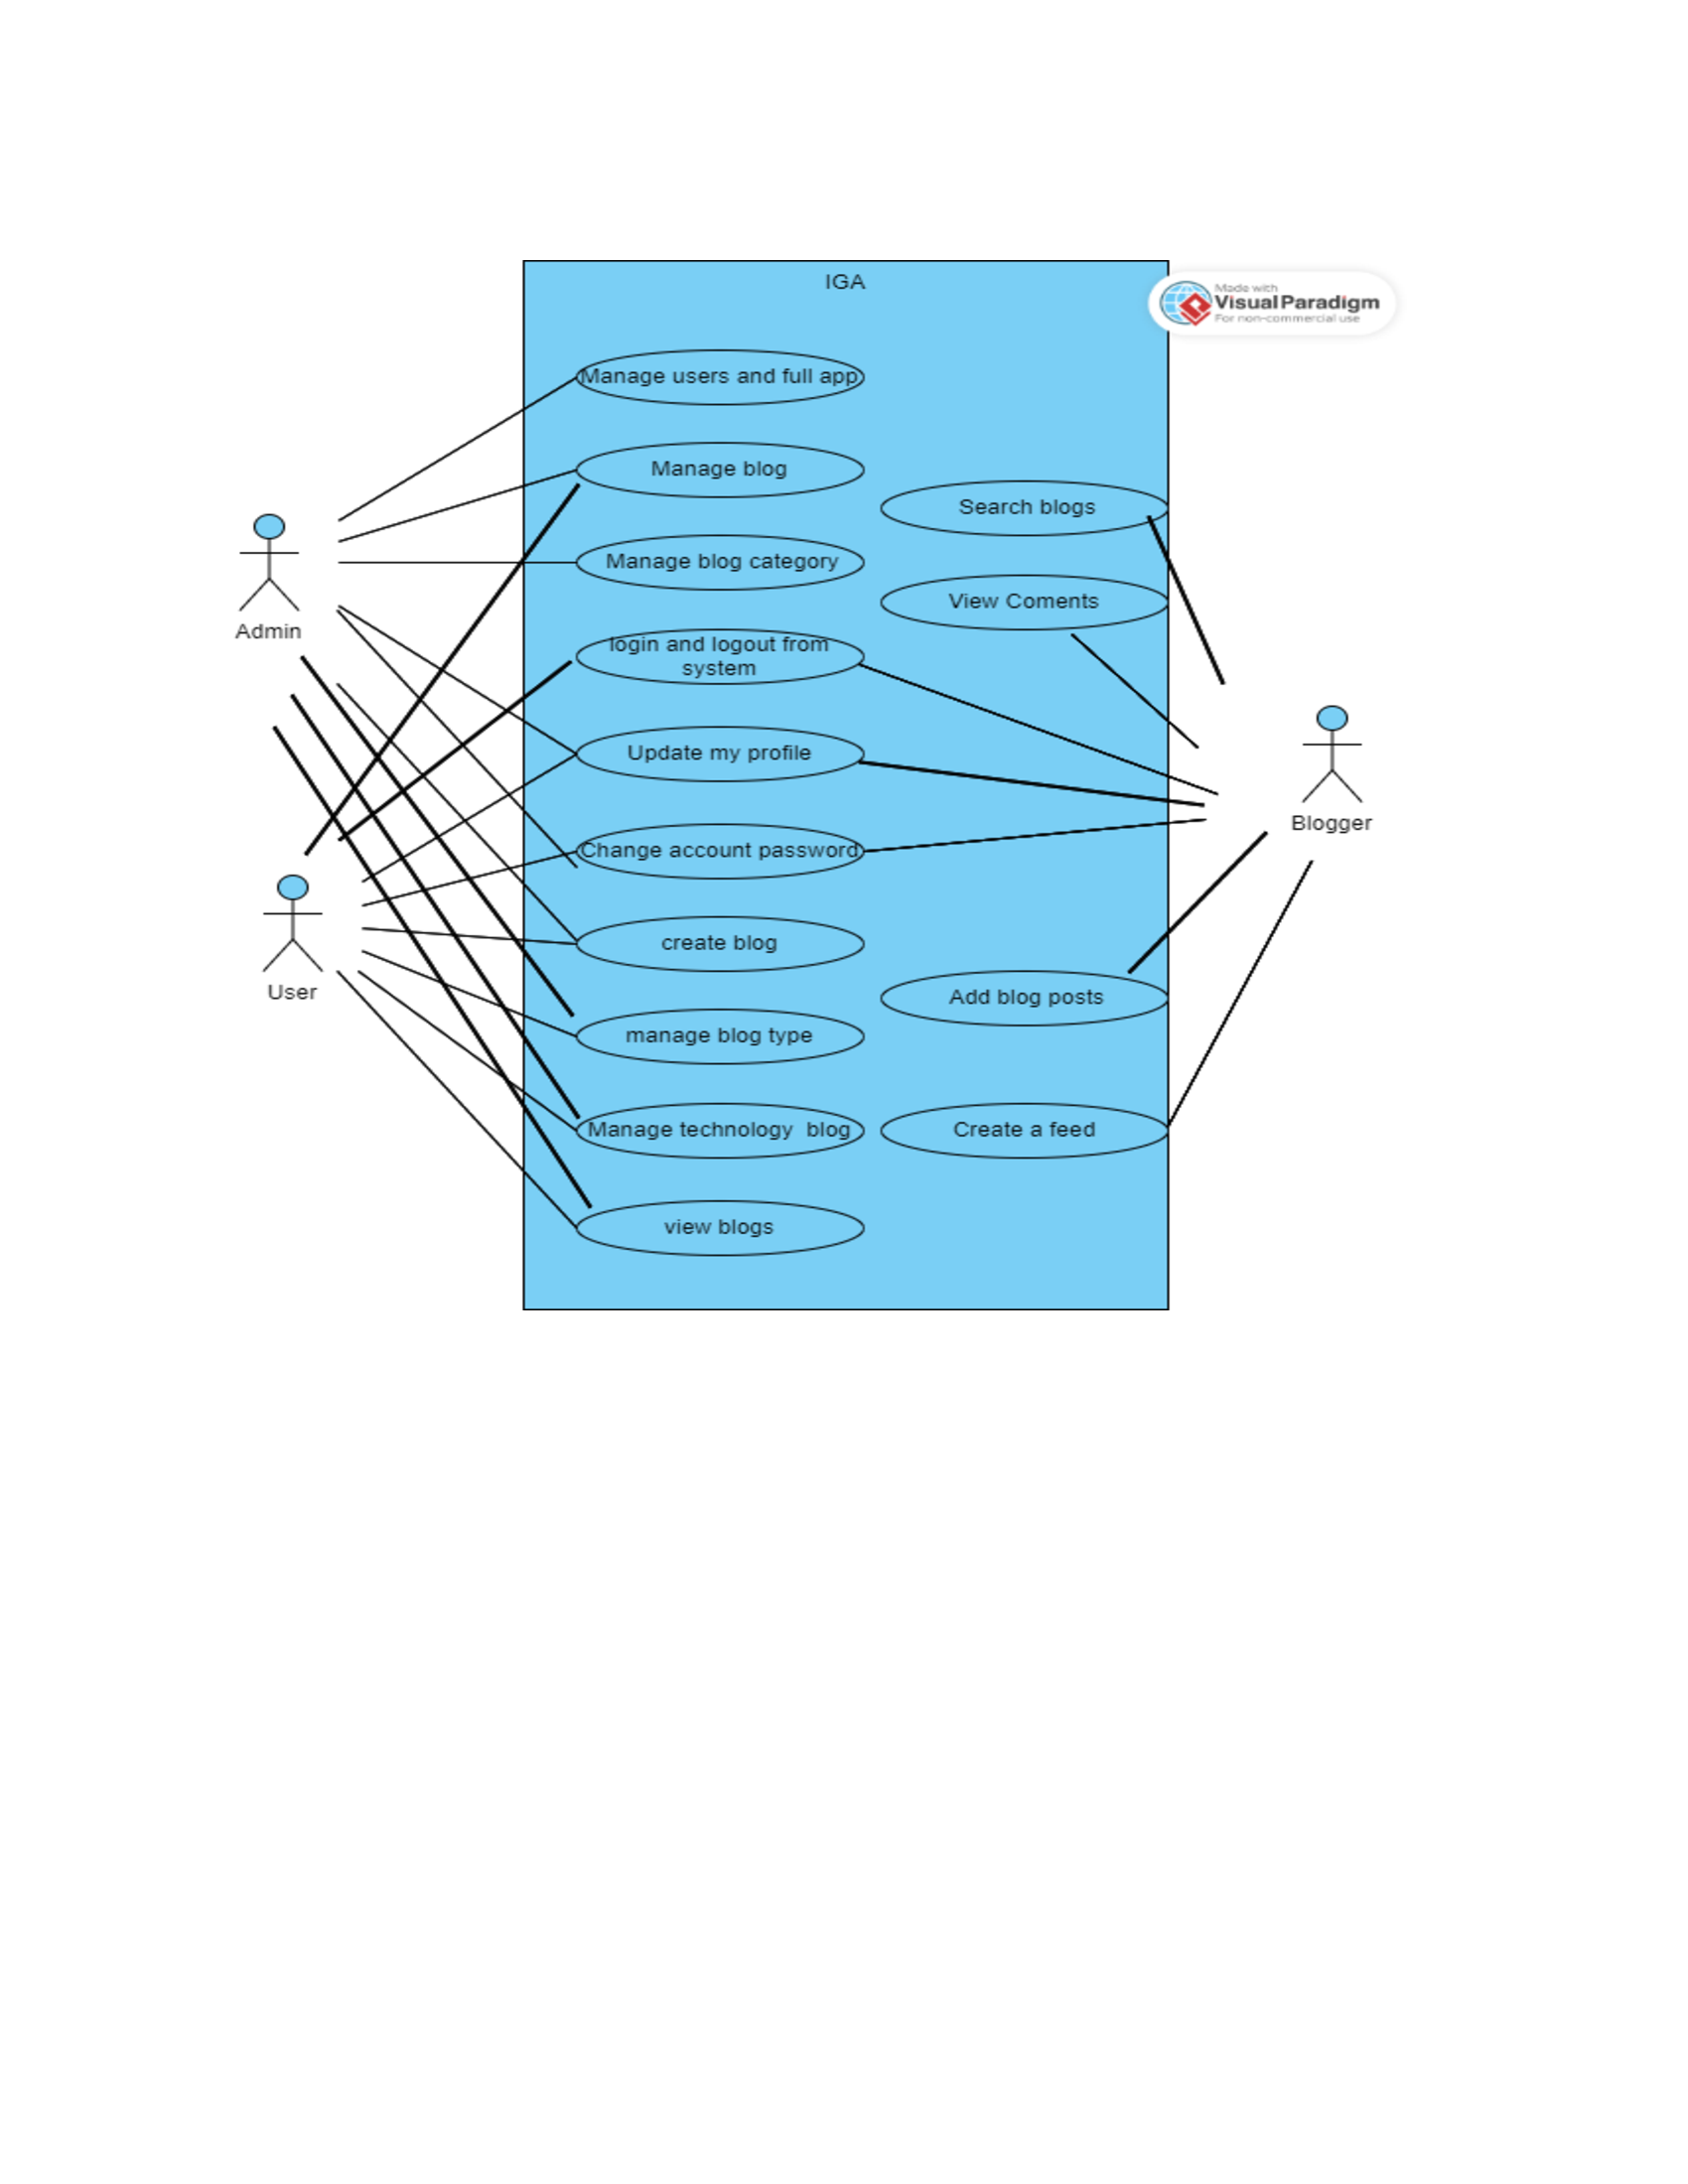 IGA
Made with
Visual Paradigm
For non-commercial use
Manage users and full app
Manage blog
Search blogs
Manage blog category
View Coments
Admin
login and logout from
system
Update my profile
Blogger
Change account password
create blog
User
Add blog posts
manage blog type
Manage technology  blog
Create a feed
view blogs